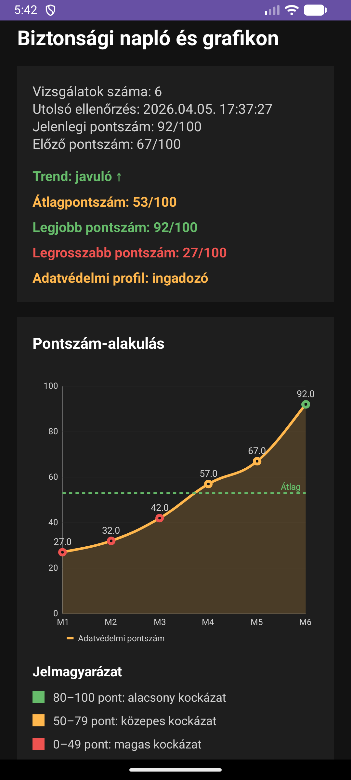 5:42
Biztonsági napló és grafikon
Vizsgálatok száma: 6
Utolsó ellenőrzés: 2026.04.05. 17:37:27
Jelenlegi pontszám: 92/100
Előző pontszám: 67/100
Trend: javuló ↑
Átlagpontszám: 53/100
Legjobb pontszám: 92/100
Legrosszabb pontszám: 27/100
Adatvédelmi profil: ingadozó
Pontszám-alakulás
100
80
60
40
20
0
27.0
32.0
42.0
57.0
67.0
92.0
Átlag
M1 M2 M3 M4 M5 M6
Adatvédelmi pontszám
Jelmagyarázat
80–100 pont: alacsony kockázat
50–79 pont: közepes kockázat
0–49 pont: magas kockázat